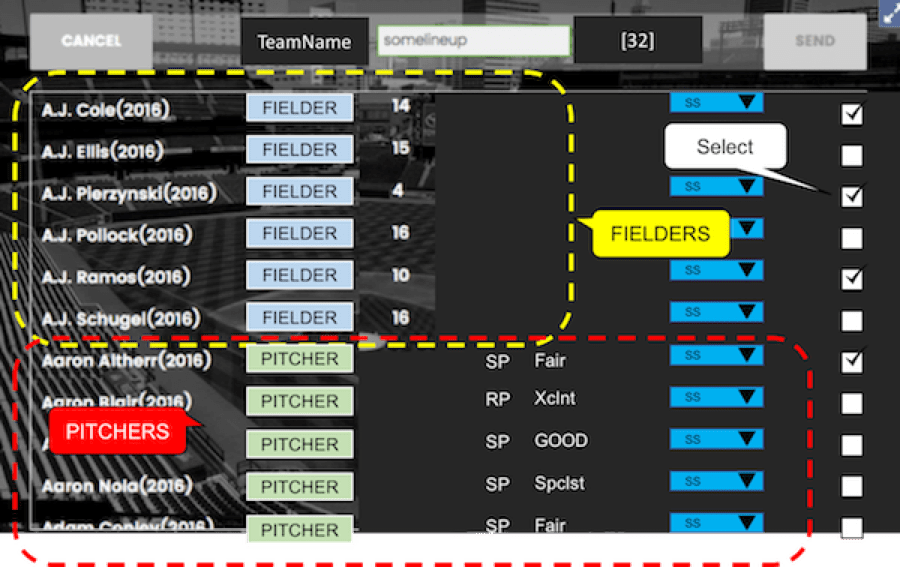 CANCEL TeamName somelineup [32] SEND
A.J. Cole(2016) FIELDER 14 SS
A.J. Ellis(2016) FIELDER 15 Select
A.J. Pierzynski(2016) FIELDER 4 SS
A.J. Pollock(2016) FIELDER 16 FIELDERS
A.J. Ramos(2016) FIELDER 10 SS
A.J. Schugel(2016) FIELDER 16 SS
Aaron Altherr(2016) PITCHER SP Fair SS
Aaron Blair(2016) PITCHER RP Xclnt SS
PITCHERS PITCHER SP GOOD SS
Aaron Nola(2016) PITCHER SP Spclst SS
Adam Conley(2016) PITCHER SP Fair SS